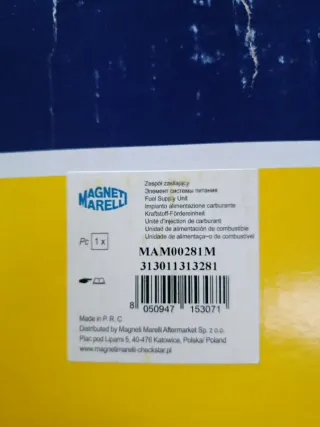 MAGNETI
MARELLI
Zespół zasilający
Элемент системы питания
Fuel Supply Unit
Impianto alimentazione carburante
Kraftstoff-Fördereinheit
Unité d'injection de carburant
Unidad de alimentación de combustible
Unidade de alimentaça~o de combustível
Pc 1 x
MAM00281M
313011313281
8 050947 153071
Made in P. R. C.
Distributed by Magneti Marelli Aftermarket Sp. z o.o.
Plac pod Lipami 5, 40-476 Katowice, Polska/ Poland
www.magnetimarelli-checkstar.pl